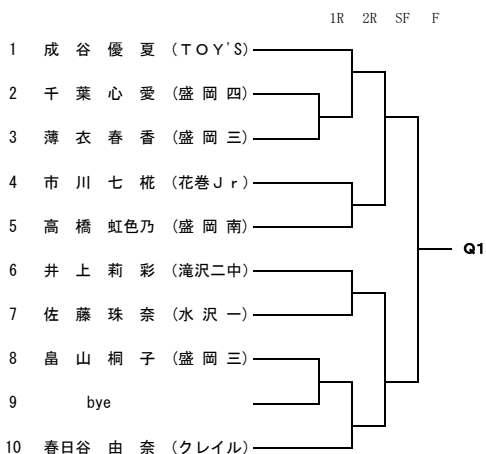 1R 2R SF F
1 成 谷 優 夏 (ＴＯＹ'S)
2 千 葉 心 愛 (盛 岡 四)
3 薄 衣 春 香 (盛 岡 三)
4 市 川 七 椛 (花巻Ｊｒ)
5 高 橋 虹色乃 (盛 岡 南)
Q1
6 井 上 莉 彩 (滝沢二中)
7 佐 藤 珠 奈 (水 沢 一)
8 畠 山 桐 子 (盛 岡 三)
9 bye
10 春日谷 由 奈 (クレイル)